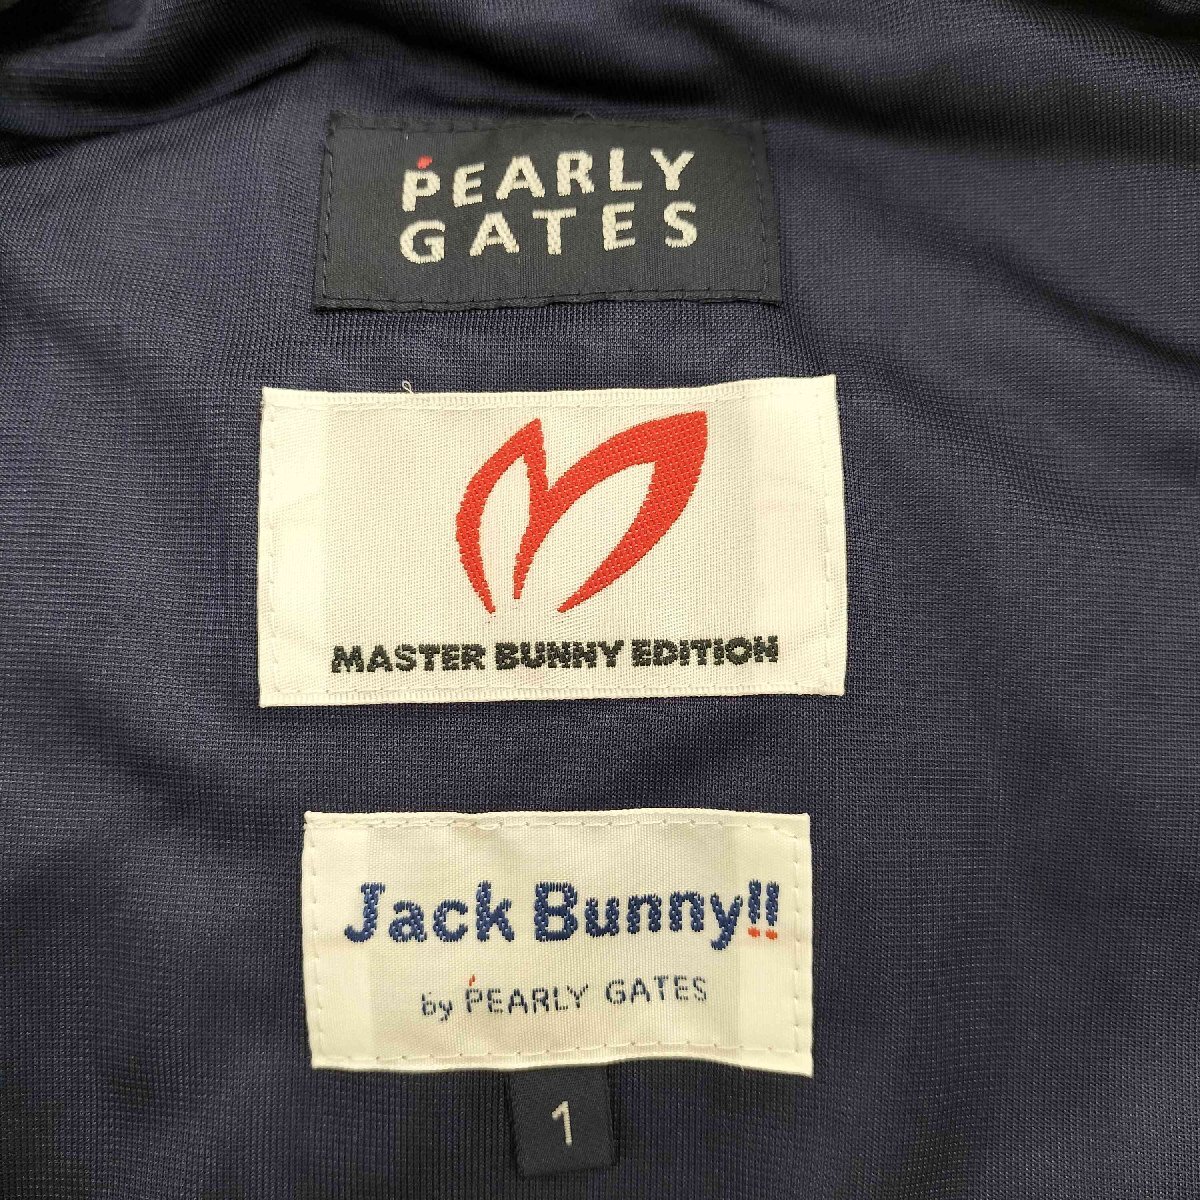 PEARLY
GATES
MASTER BUNNY EDITION
Jack Bunny!!
by PEARLY GATES
1